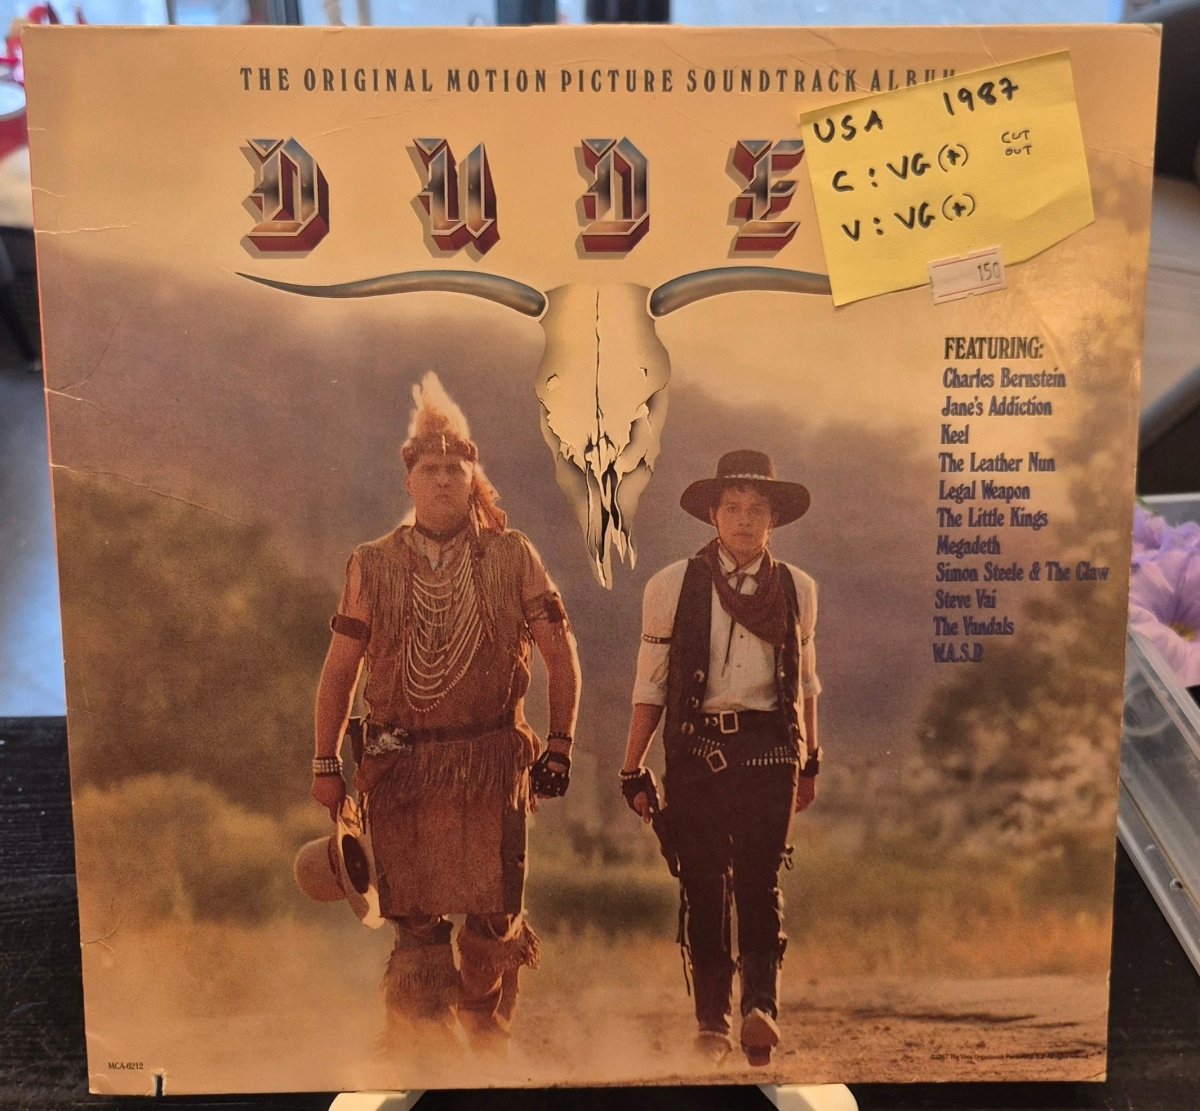 THE ORIGINAL MOTION PICTURE SOUNDTRACK ALBUM
DUDE
USA 1987
C: VG(+) CUT OUT
V: VG(+)
150
FEATURING:
Charles Bernstein
Jane's Addiction
Keel
The Leather Nun
Legal Weapon
The Little Kings
Megadeth
Simon Steele & The Claw
Steve Vai
The Vandals
W.A.S.P.
MCA-6212